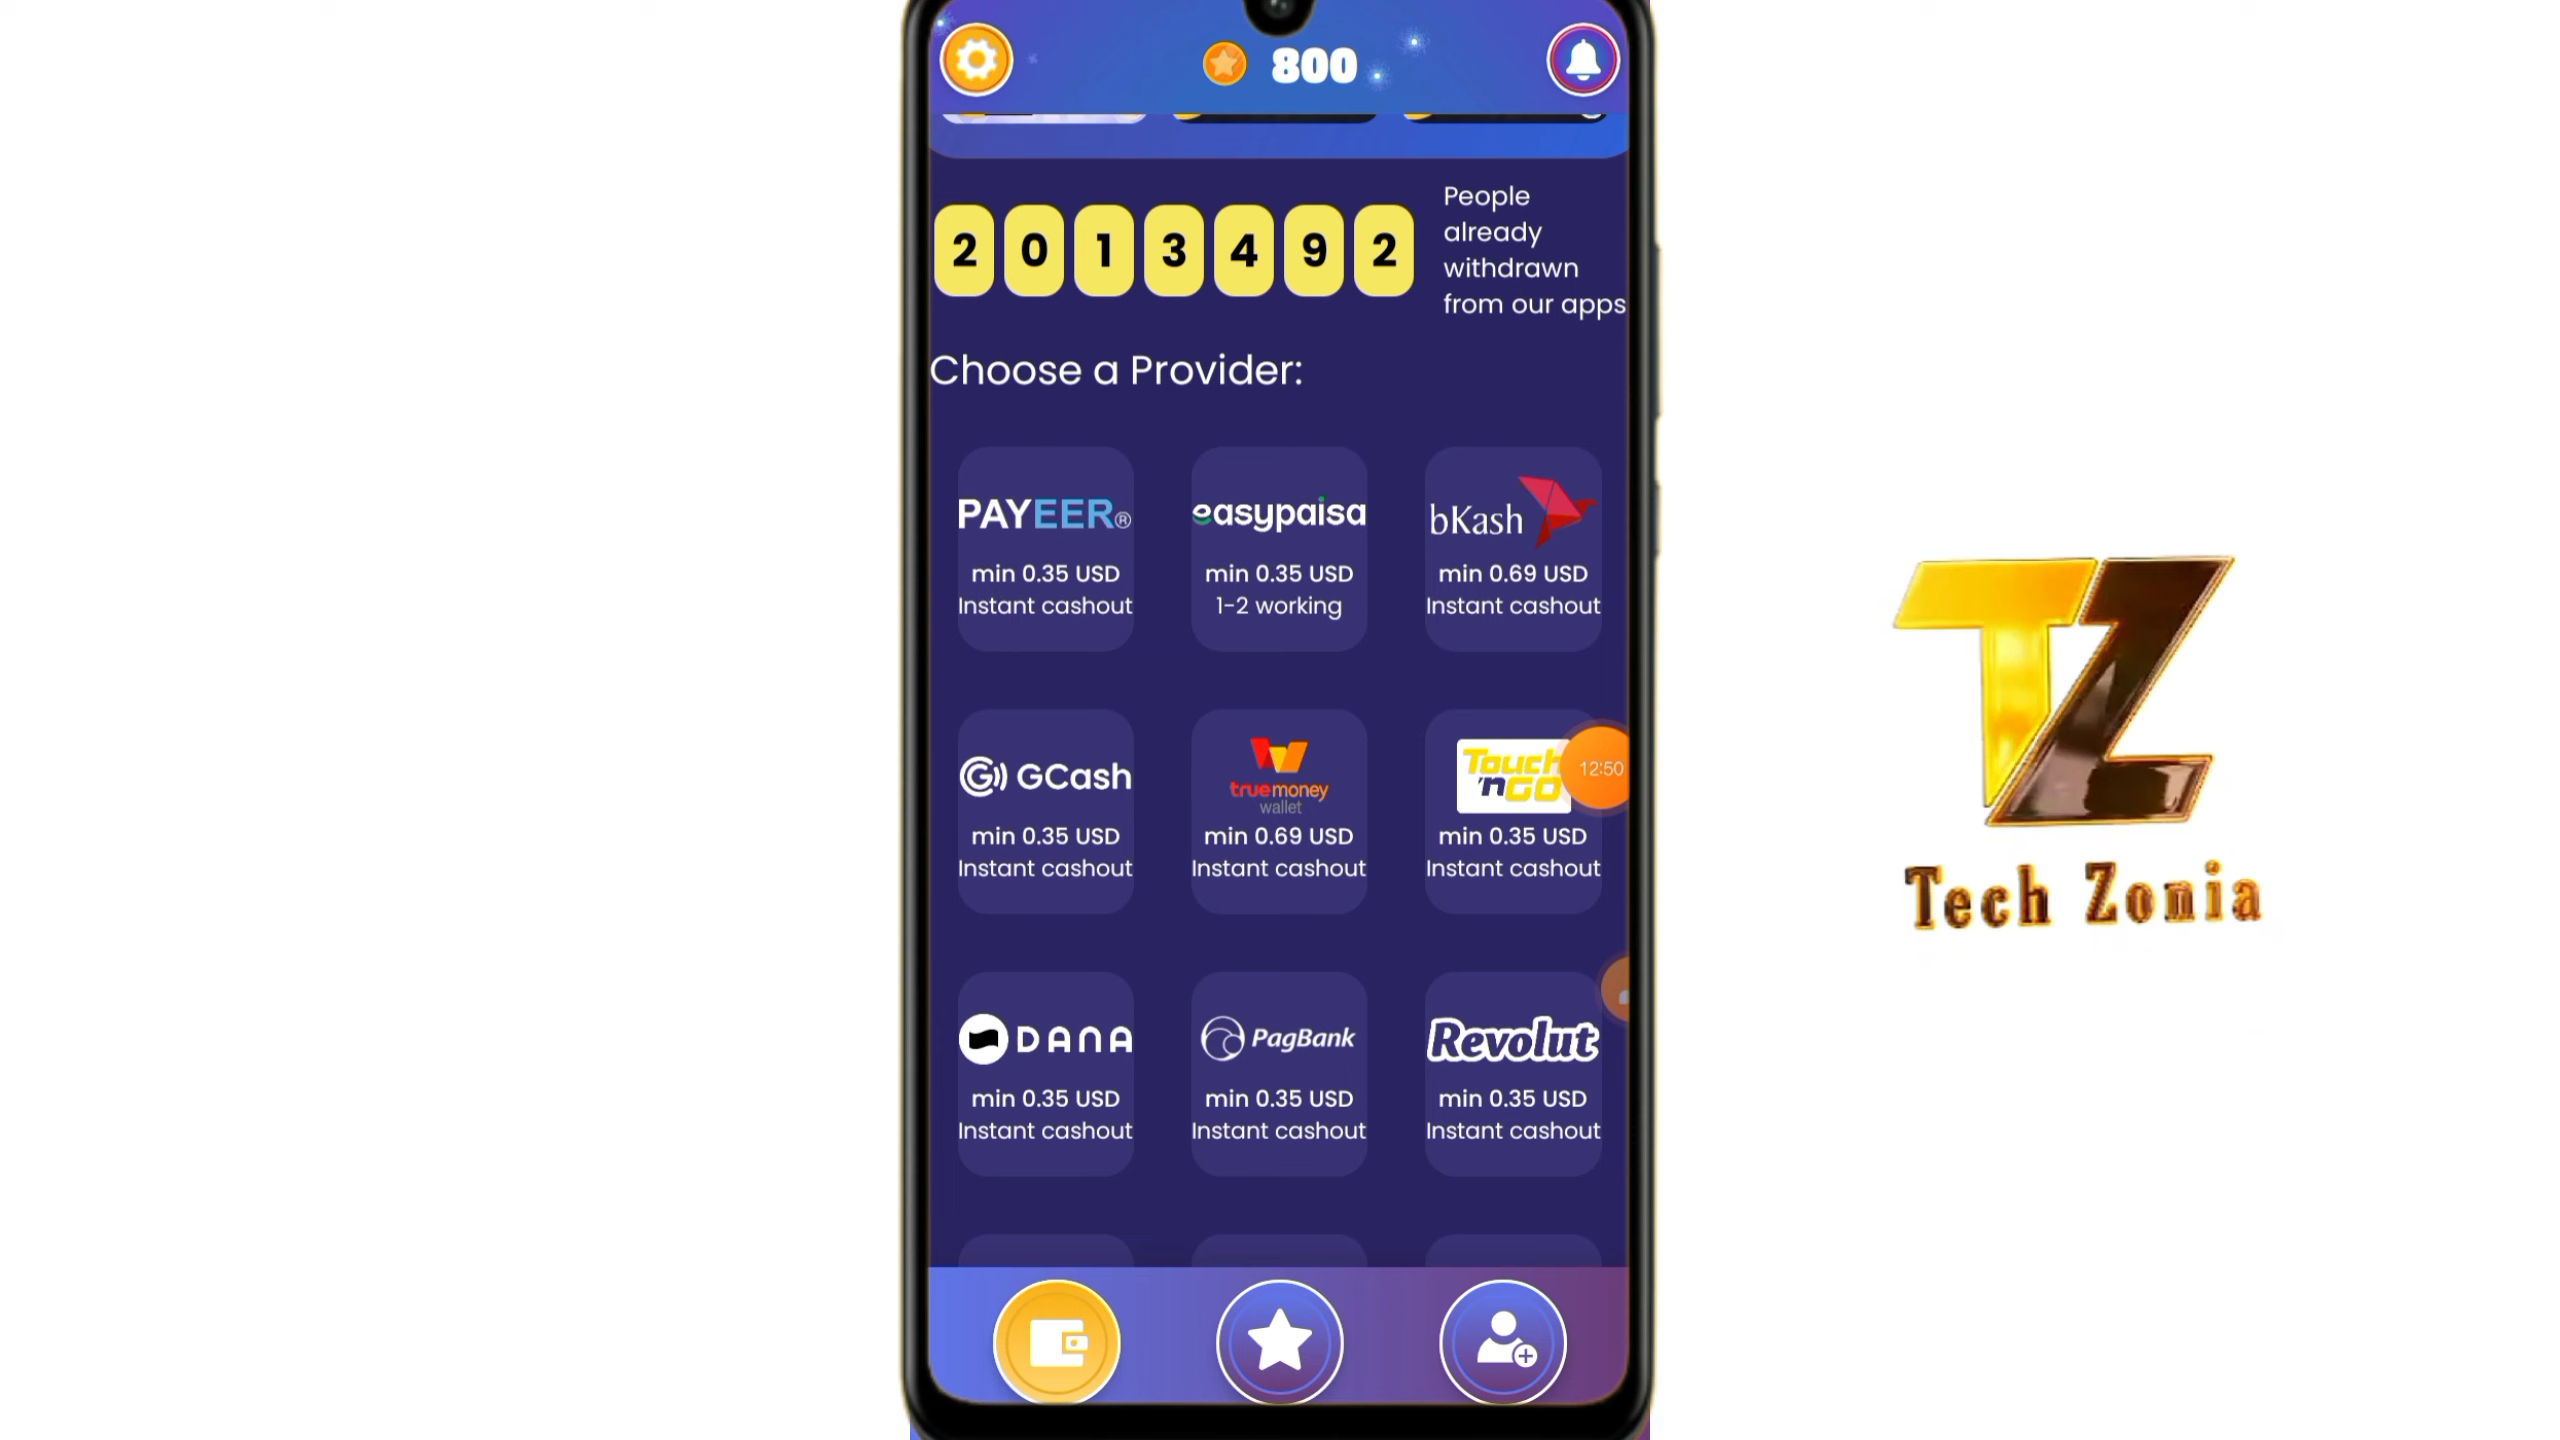 800
2 0 1 3 4 9 2
People
already
withdrawn
from our apps
Choose a Provider:
PAYEER®
easypaisa
bKash
min 0.35 USD
min 0.35 USD
min 0.69 USD
Instant cashout
1-2 working
Instant cashout
GCash
truemoney
wallet
Touch
'n GO
12:50
min 0.35 USD
min 0.69 USD
min 0.35 USD
Instant cashout
Instant cashout
Instant cashout
DANA
PagBank
Revolut
min 0.35 USD
min 0.35 USD
min 0.35 USD
Instant cashout
Instant cashout
Instant cashout
TZ
Tech Zonia